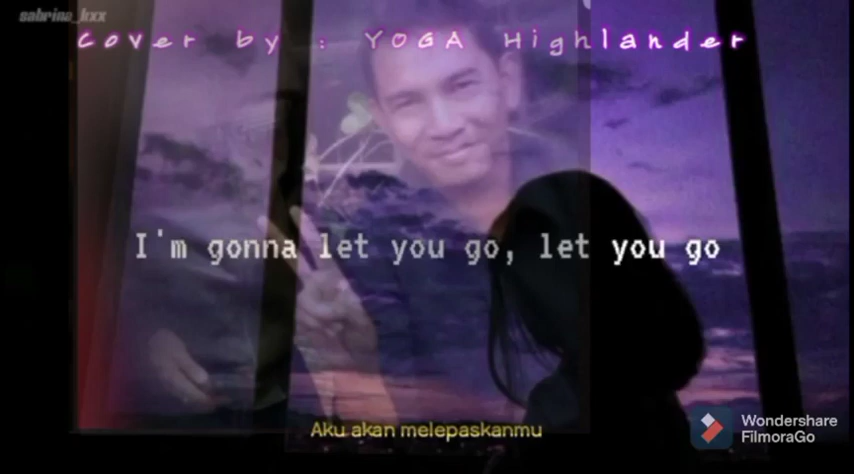 sabrina_kxx
Cover by : YOGA Highlander
I'm gonna let you go, let you go
Aku akan melepaskanmu
Wondershare
FilmoraGo